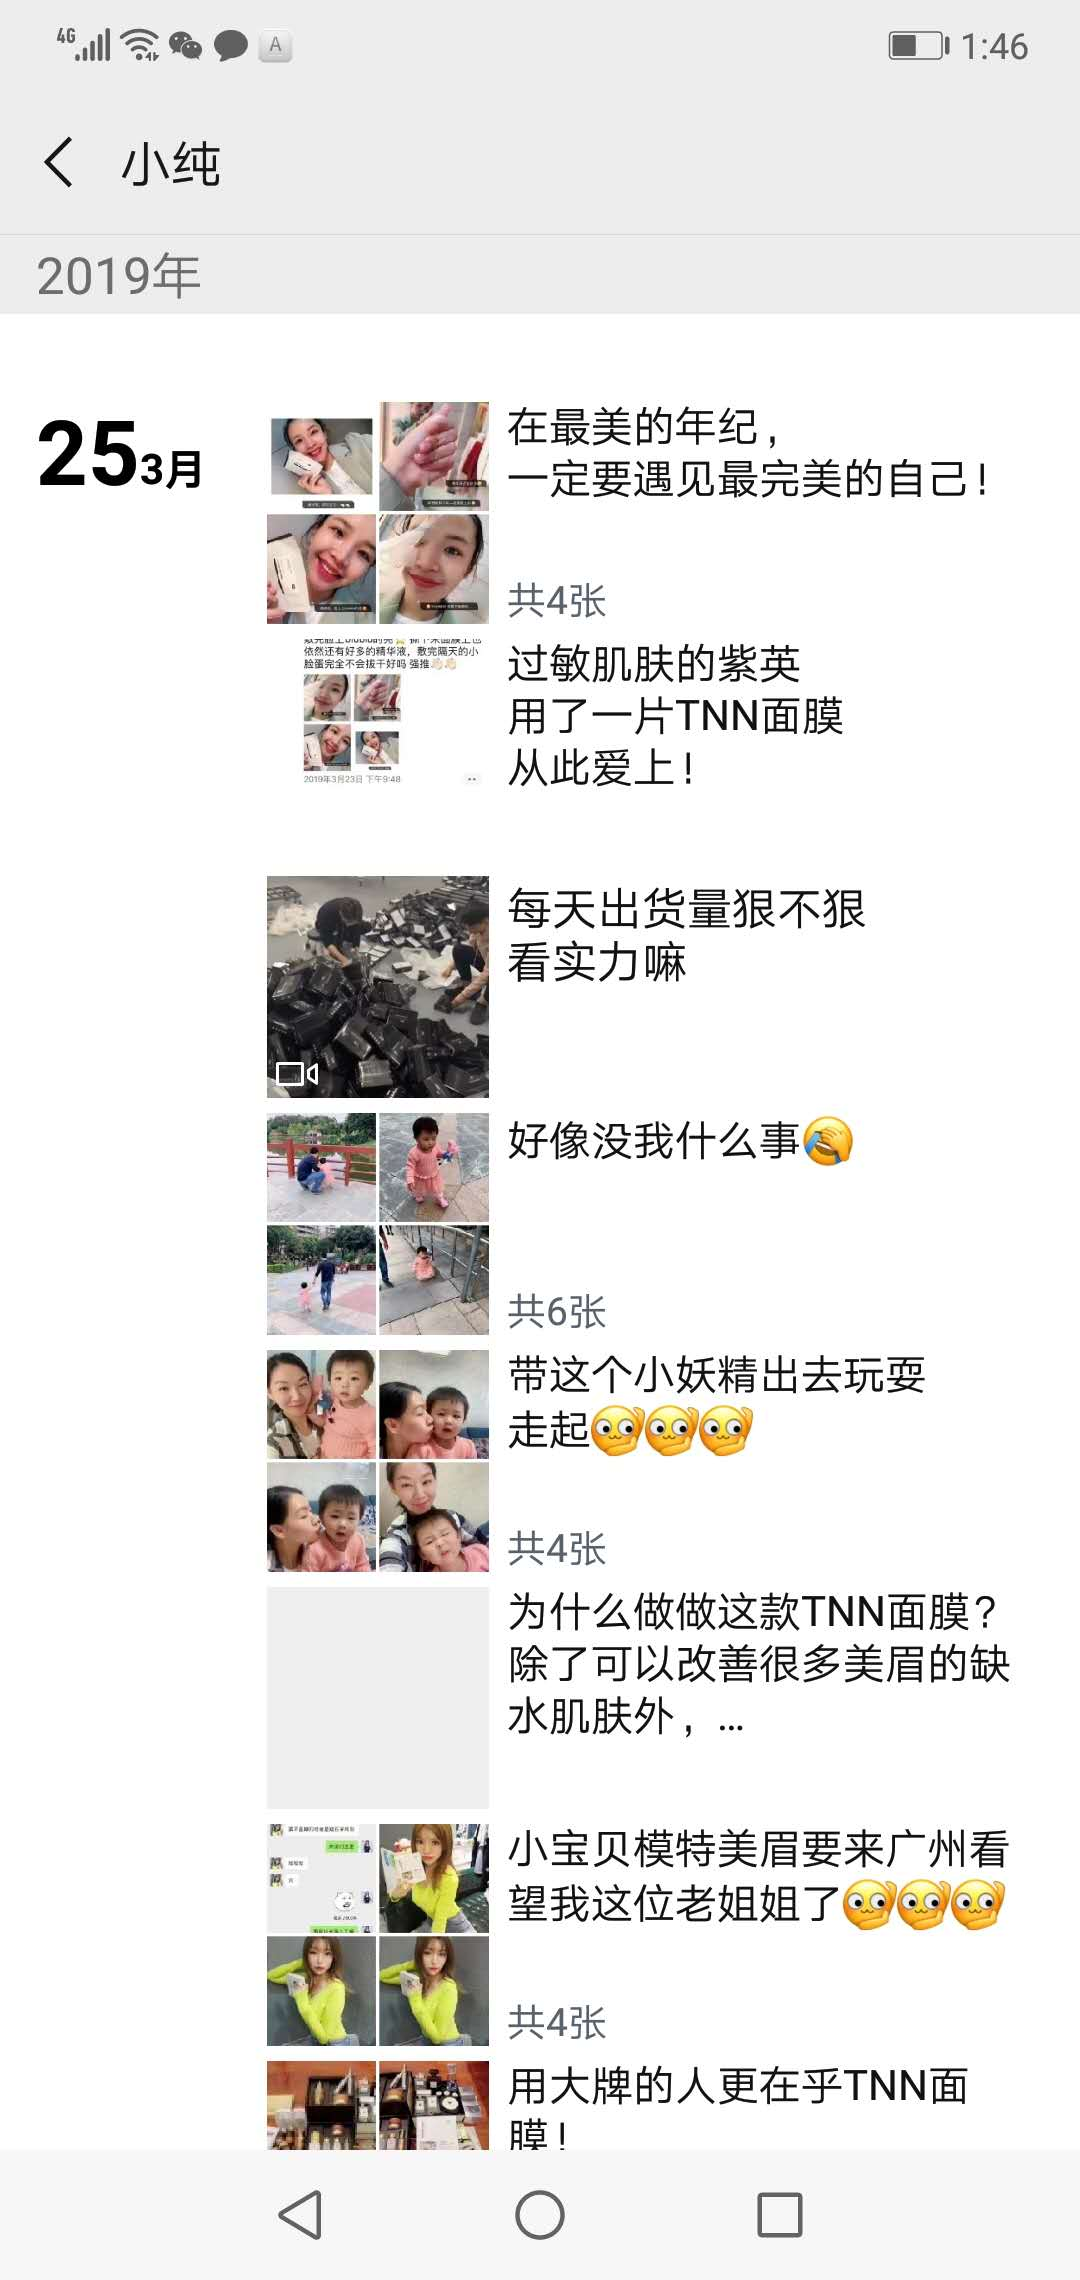 4G
A
1:46
小纯
2019年
25 3月
在最美的年纪，
一定要遇见最完美的自己！
共4张
依然还有好多的精华液，敷完隔天的小
脸蛋完全不会拔干好吗 强推👏🏻👏🏻
2019年3月23日 下午9:48
过敏肌肤的紫英
用了一片TNN面膜
从此爱上！
每天出货量狠不狠
看实力嘛
好像没我什么事🤦
共6张
带这个小妖精出去玩耍
走起
共4张
为什么做做这款TNN面膜？
除了可以改善很多美眉的缺
水肌肤外，...
小宝贝模特美眉要来广州看
望我这位老姐姐了
共4张
用大牌的人更在乎TNN面
膜！